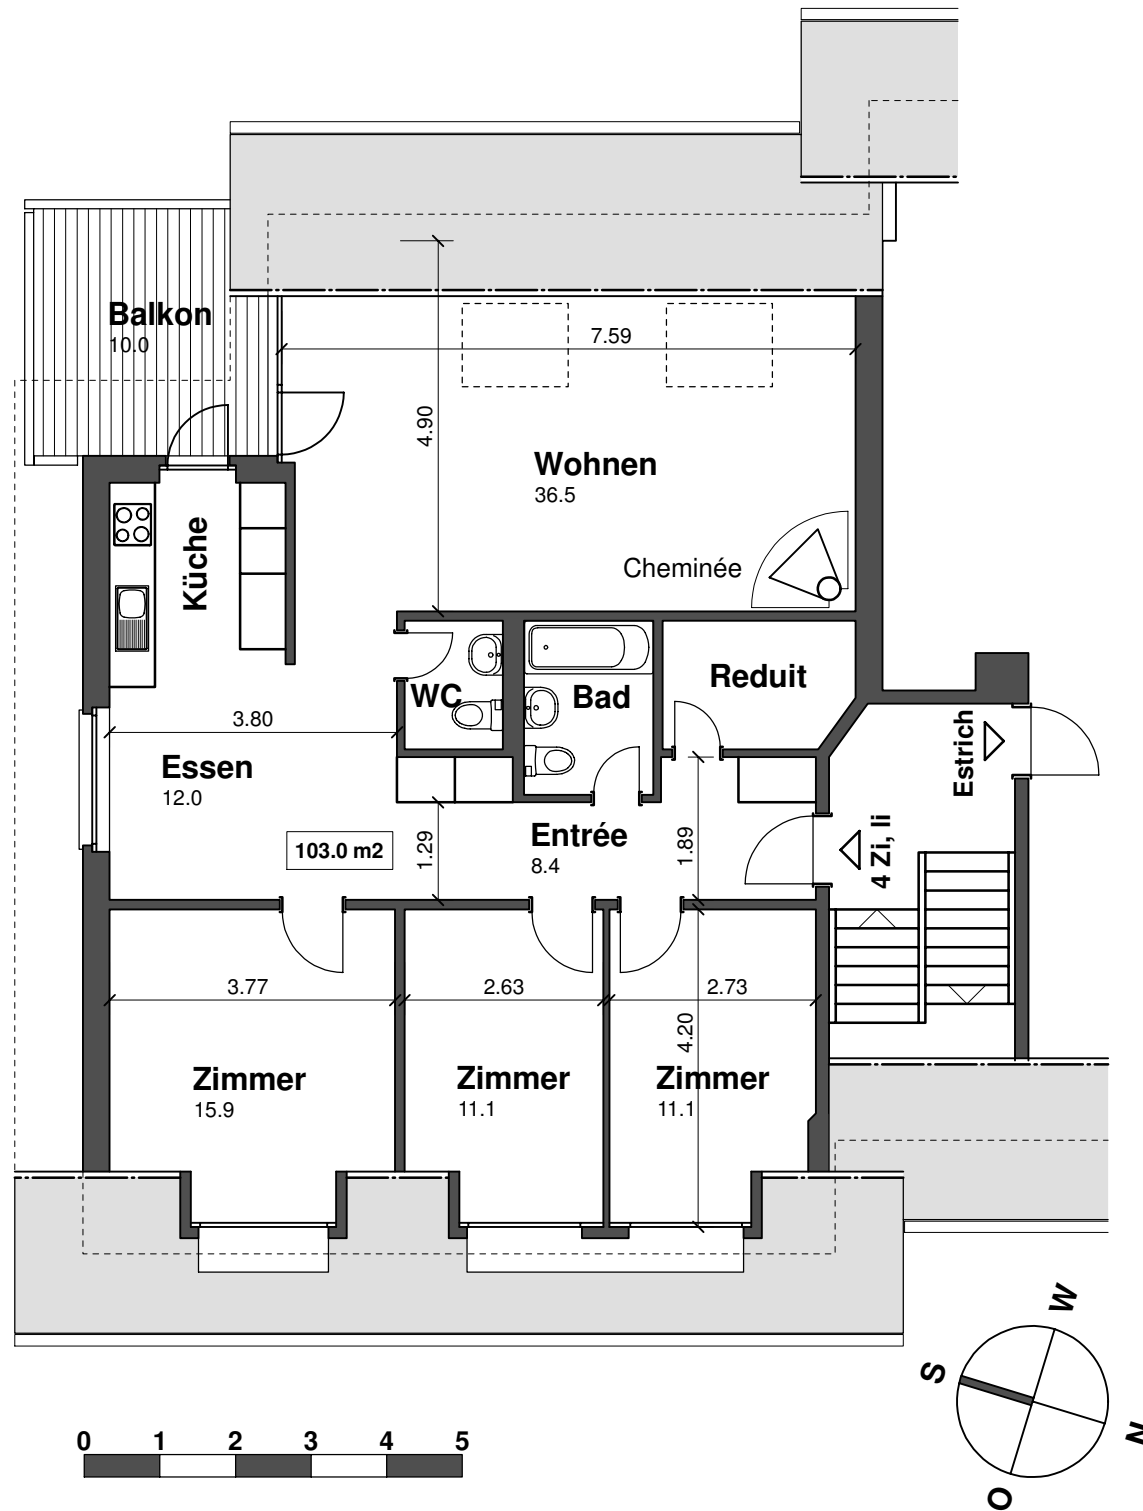 Balkon
10.0
7.59
4.90
Wohnen
36.5
Küche
Cheminée
WC
Bad
Reduit
3.80
Essen
12.0
Estrich
103.0 m2
1.29
Entrée
8.4
1.89
4 Zi, li
3.77
2.63
2.73
4.20
Zimmer
15.9
Zimmer
11.1
Zimmer
11.1
W
S
N
O
0 1 2 3 4 5